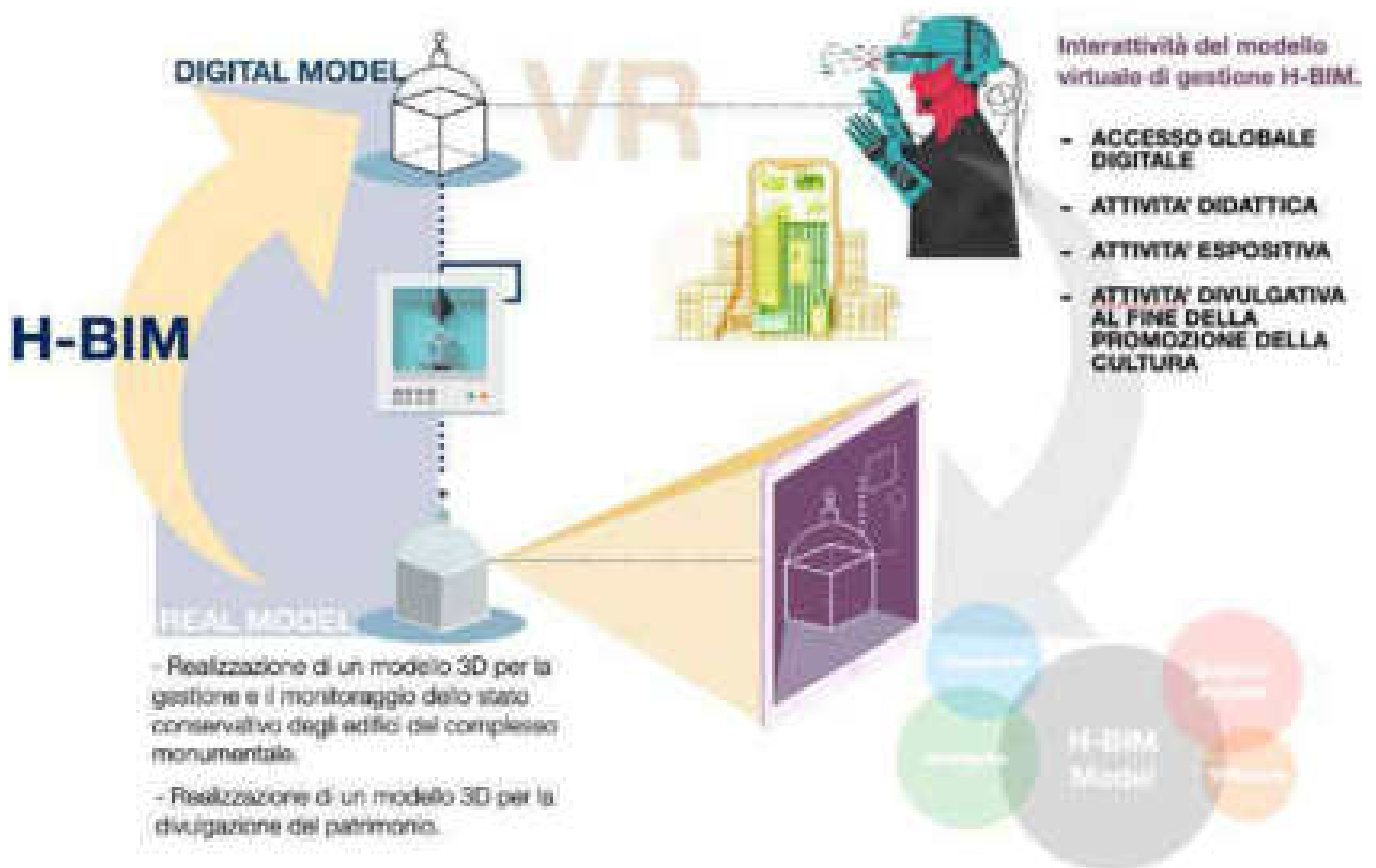 DIGITAL MODEL
VR
H-BIM
REAL MODEL
- Realizzazione di un modello 3D per la
gestione e il monitoraggio dello stato
conservativo degli edifici del complesso
monumentale.
- Realizzazione di un modello 3D per la
divulgazione del patrimonio.
Interattività del modello
virtuale di gestione H-BIM.
- ACCESSO GLOBALE
DIGITALE
- ATTIVITA' DIDATTICA
- ATTIVITA' ESPOSITIVA
- ATTIVITA' DIVULGATIVA
AL FINE DELLA
PROMOZIONE DELLA
CULTURA
H-BIM
Model